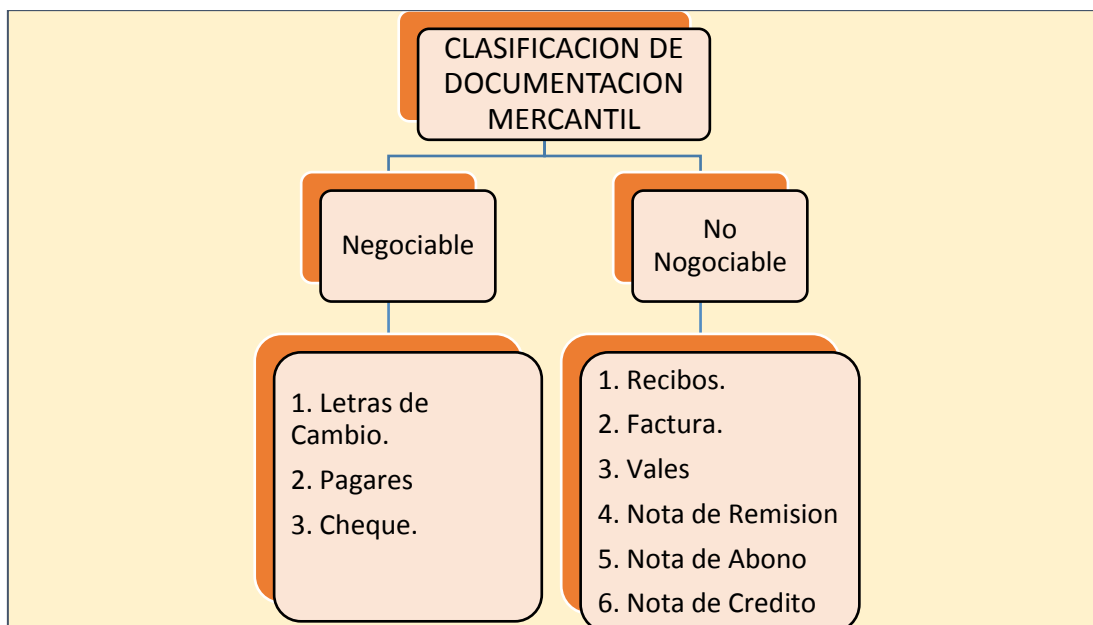 CLASIFICACION DE
DOCUMENTACION
MERCANTIL
Negociable
No
Nogociable
1. Letras de
Cambio.
2. Pagares
3. Cheque.
1. Recibos.
2. Factura.
3. Vales
4. Nota de Remision
5. Nota de Abono
6. Nota de Credito